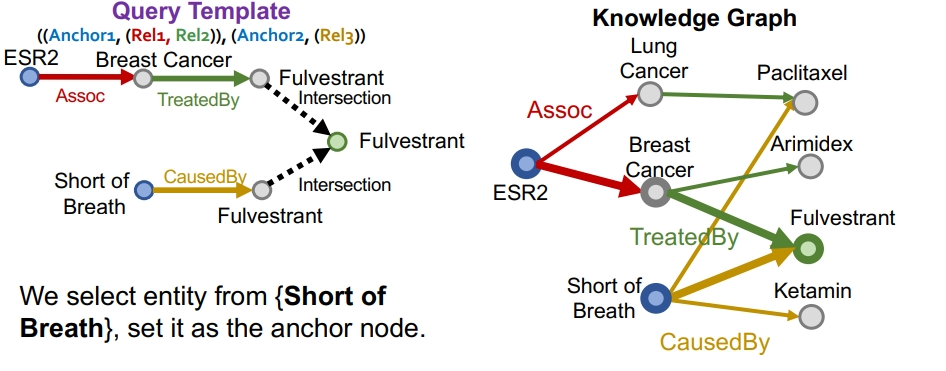 Query Template
((Anchor1, (Rel1, Rel2)), (Anchor2, (Rel3))
ESR2
Breast Cancer
Fulvestrant
Assoc
TreatedBy
Intersection
Fulvestrant
Short of
Breath
CausedBy
Intersection
Fulvestrant
We select entity from {Short of
Breath}, set it as the anchor node.
Knowledge Graph
Lung
Cancer
Paclitaxel
Assoc
Breast
Cancer
Arimidex
ESR2
Fulvestrant
TreatedBy
Short of
Breath
Ketamin
CausedBy